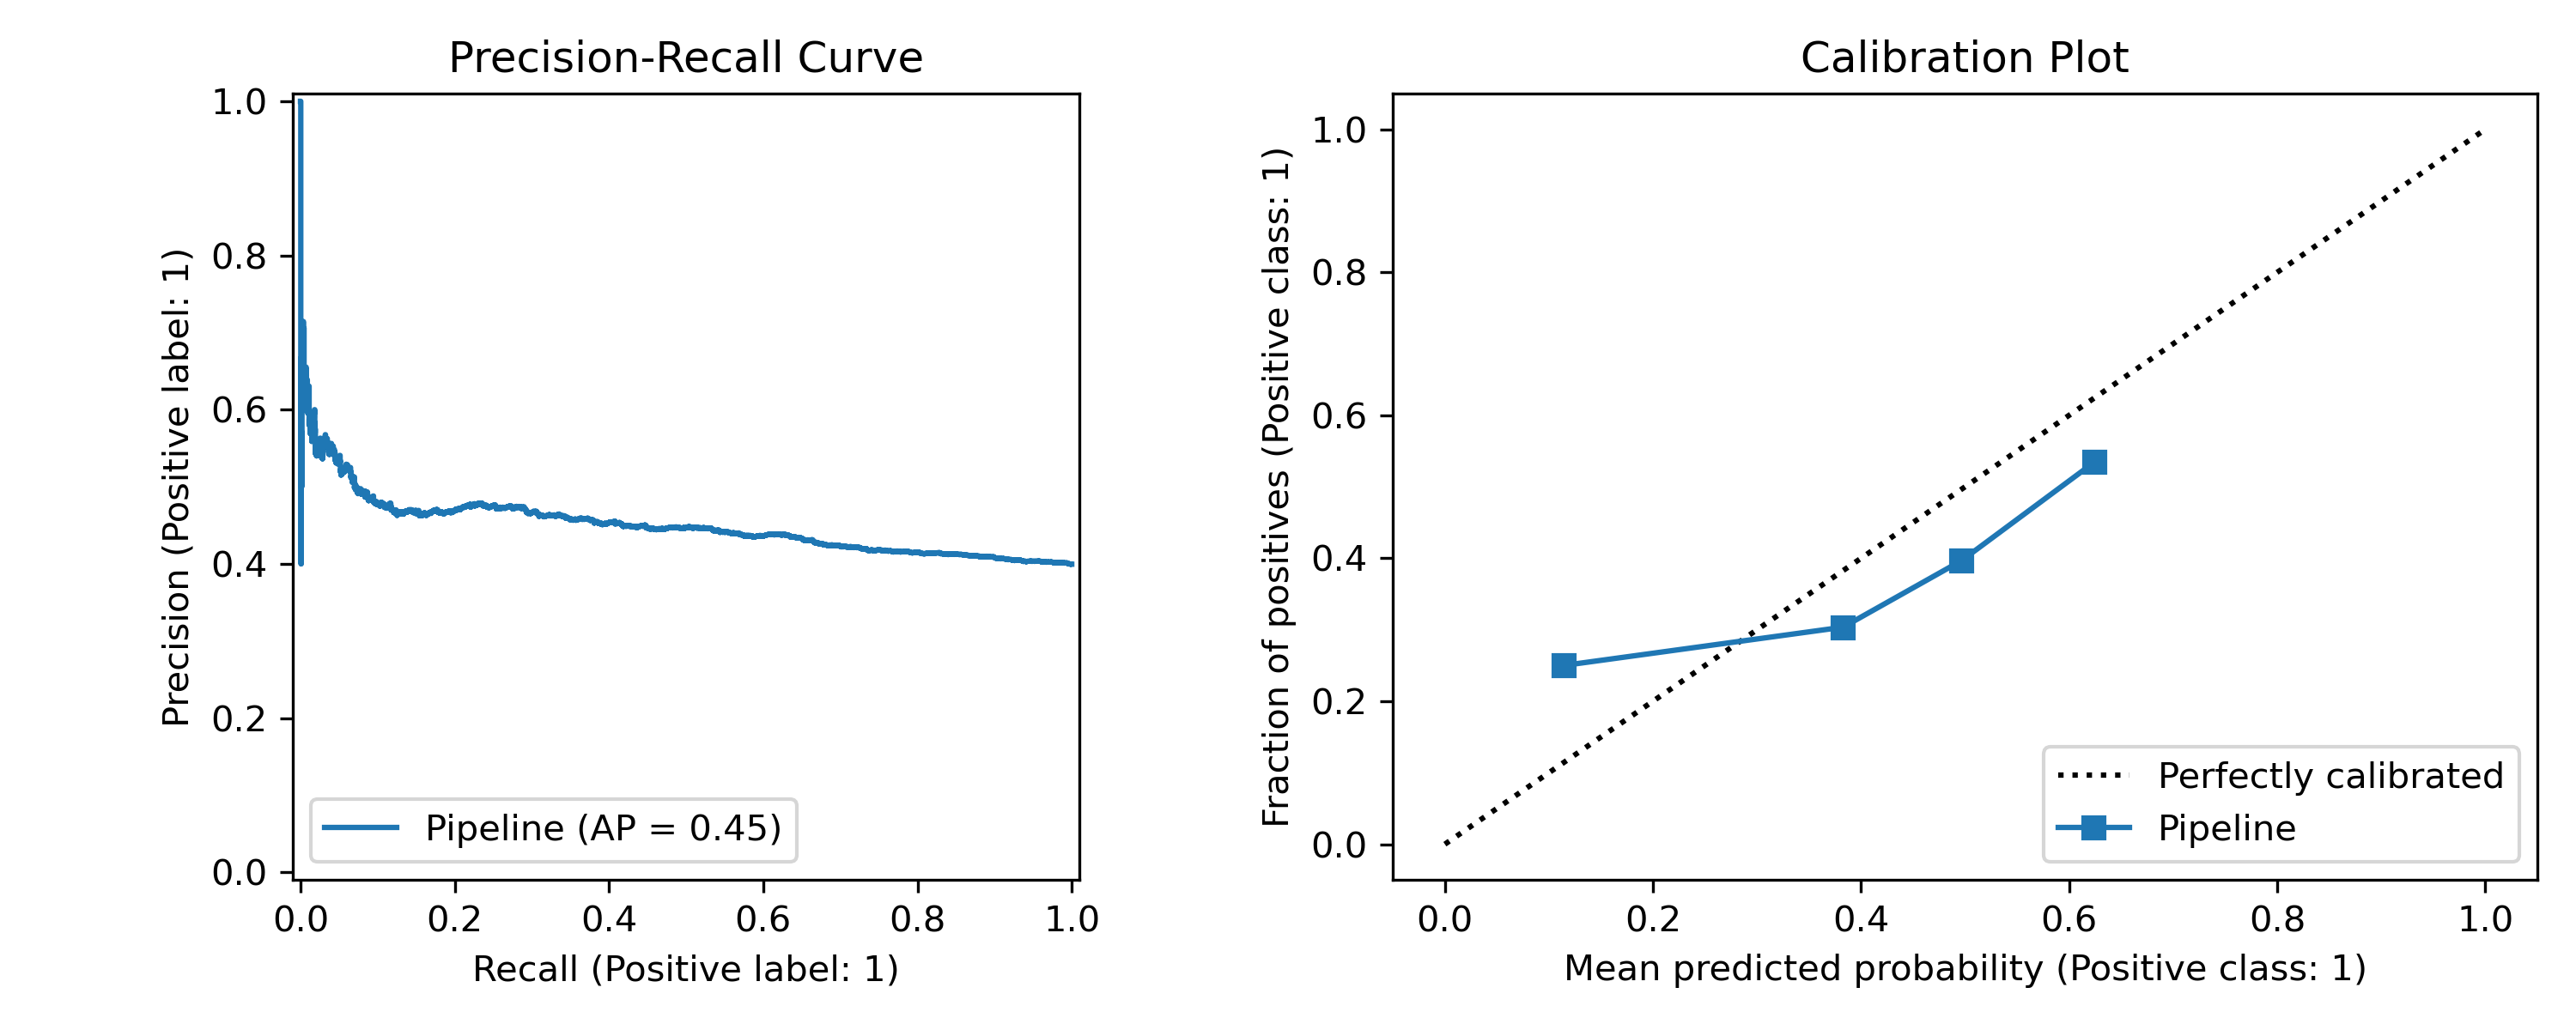 Precision-Recall Curve
1.0
0.8
0.6
0.4
0.2
0.0
Precision (Positive label: 1)
Pipeline (AP = 0.45)
0.0 0.2 0.4 0.6 0.8 1.0
Recall (Positive label: 1)
Calibration Plot
1.0
0.8
0.6
0.4
0.2
0.0
Fraction of positives (Positive class: 1)
Perfectly calibrated
Pipeline
0.0 0.2 0.4 0.6 0.8 1.0
Mean predicted probability (Positive class: 1)